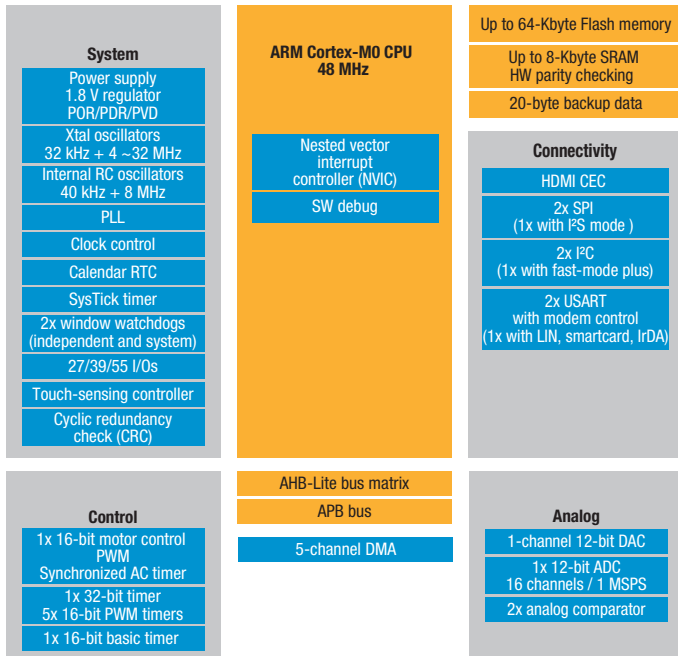 System
Power supply
1.8 V regulator
POR/PDR/PVD
Xtal oscillators
32 kHz + 4 ~32 MHz
Internal RC oscillators
40 kHz + 8 MHz
PLL
Clock control
Calendar RTC
SysTick timer
2x window watchdogs
(independent and system)
27/39/55 I/Os
Touch-sensing controller
Cyclic redundancy
check (CRC)
ARM Cortex-M0 CPU
48 MHz
Nested vector
interrupt
controller (NVIC)
SW debug
Up to 64-Kbyte Flash memory
Up to 8-Kbyte SRAM
HW parity checking
20-byte backup data
Connectivity
HDMI CEC
2x SPI
(1x with I²S mode )
2x I²C
(1x with fast-mode plus)
2x USART
with modem control
(1x with LIN, smartcard, IrDA)
Control
1x 16-bit motor control
PWM
Synchronized AC timer
1x 32-bit timer
5x 16-bit PWM timers
1x 16-bit basic timer
AHB-Lite bus matrix
APB bus
5-channel DMA
Analog
1-channel 12-bit DAC
1x 12-bit ADC
16 channels / 1 MSPS
2x analog comparator